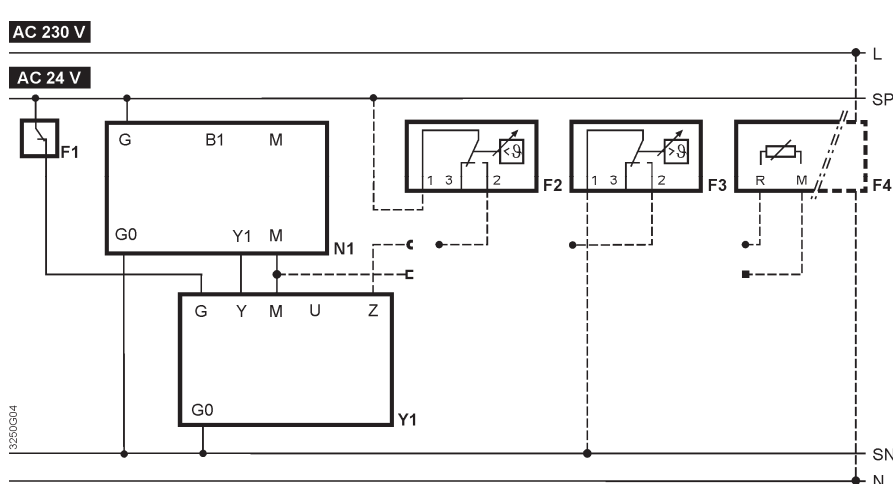 AC 230 V
L
AC 24 V
SP
F1
G B1 M
G0 Y1 M
N1
1 3 2
<ϑ
F2
1 3 2
>ϑ
F3
R M
F4
G Y M U Z
G0
Y1
3250G04
SN
N